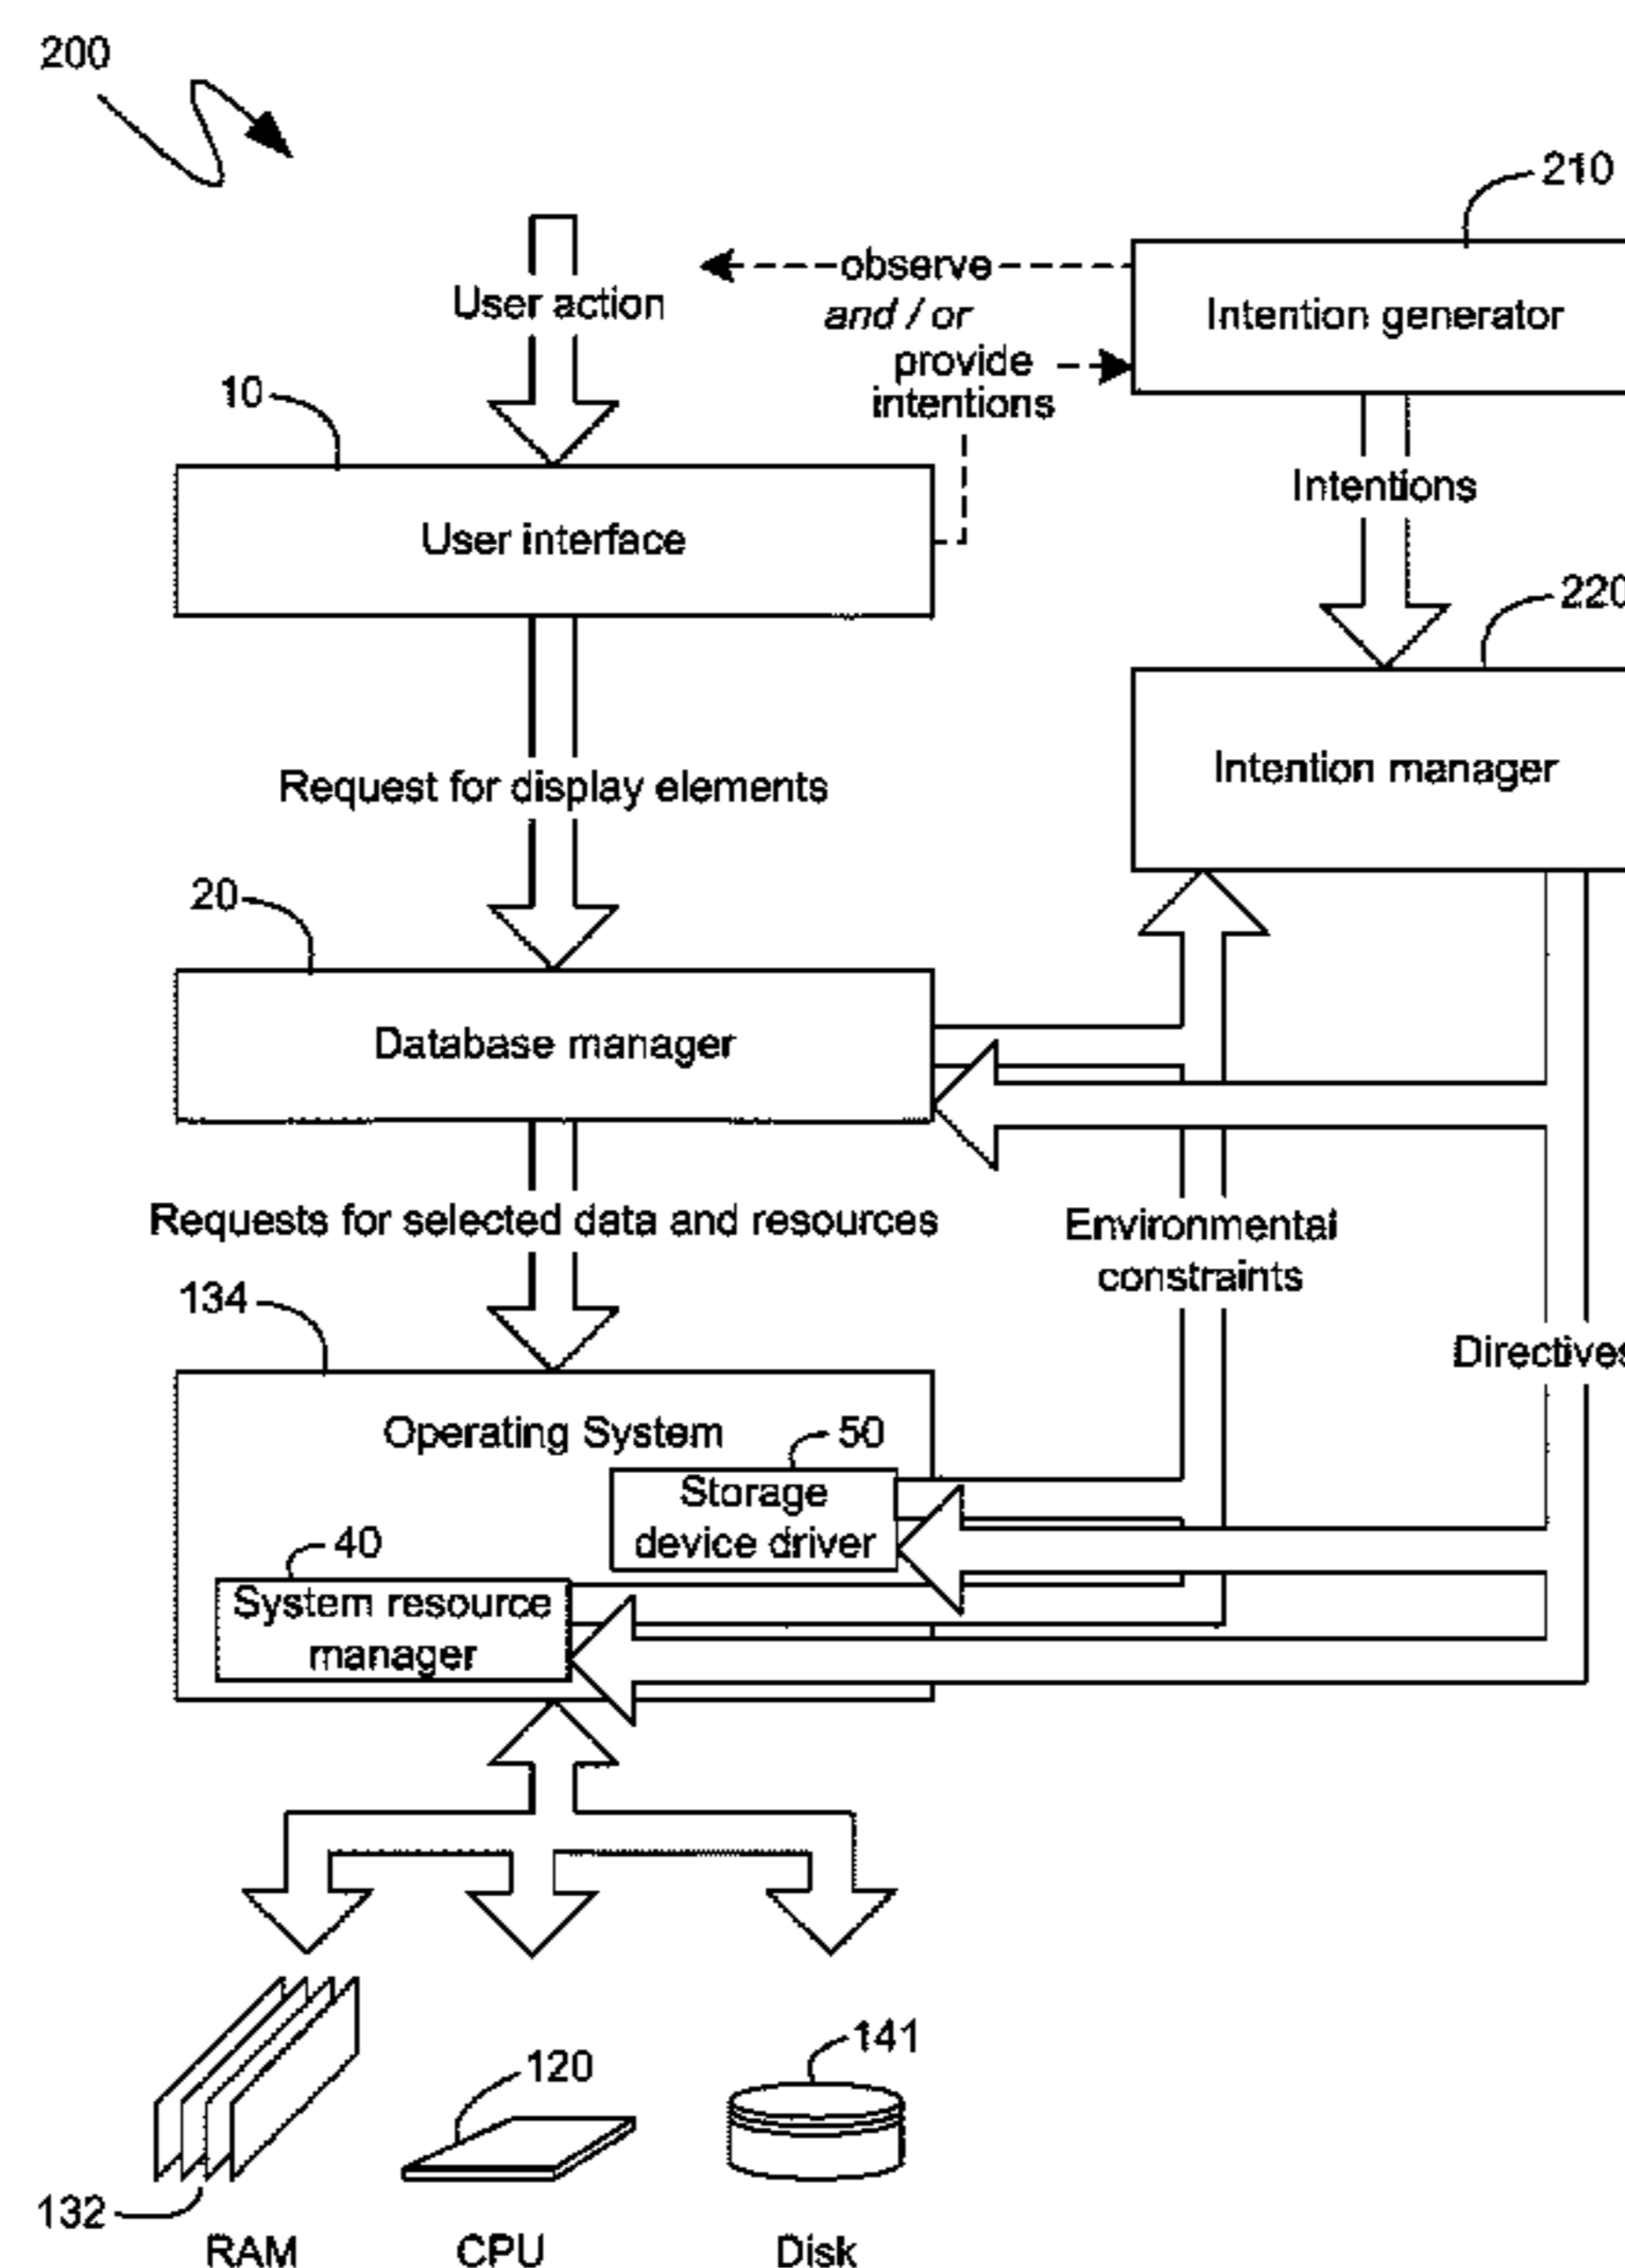 200
210
observe
User action
and / or
Intention generator
provide
intentions
10
Intentions
User interface
220
Request for display elements
Intention manager
20
Database manager
Requests for selected data and resources
Environmental
constraints
134
Directives
Operating System
50
Storage
device driver
40
System resource
manager
141
120
132
RAM
CPU
Disk